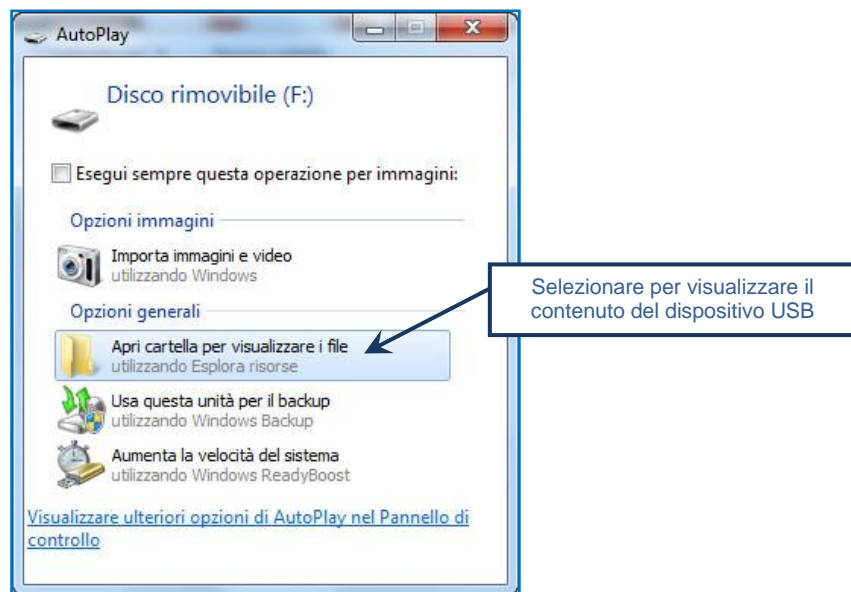 AutoPlay
Disco rimovibile (F:)
Esegui sempre questa operazione per immagini:
Opzioni immagini
Importa immagini e video
utilizzando Windows
Selezionare per visualizzare il
contenuto del dispositivo USB
Opzioni generali
Apri cartella per visualizzare i file
utilizzando Esplora risorse
Usa questa unità per il backup
utilizzando Windows Backup
Aumenta la velocità del sistema
utilizzando Windows ReadyBoost
Visualizzare ulteriori opzioni di AutoPlay nel Pannello di
controllo